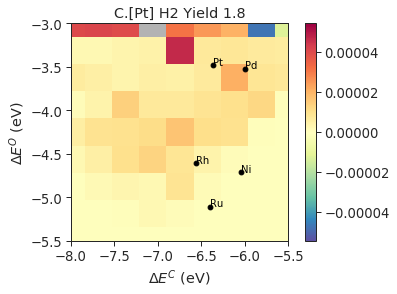 C.[Pt] H2 Yield 1.8
−3.0
−3.5
−4.0
−4.5
−5.0
−5.5
ΔE^O (eV)
Pt
Pd
Rh
Ni
Ru
−8.0 −7.5 −7.0 −6.5 −6.0 −5.5
ΔE^C (eV)
0.00004
0.00002
0.00000
−0.00002
−0.00004